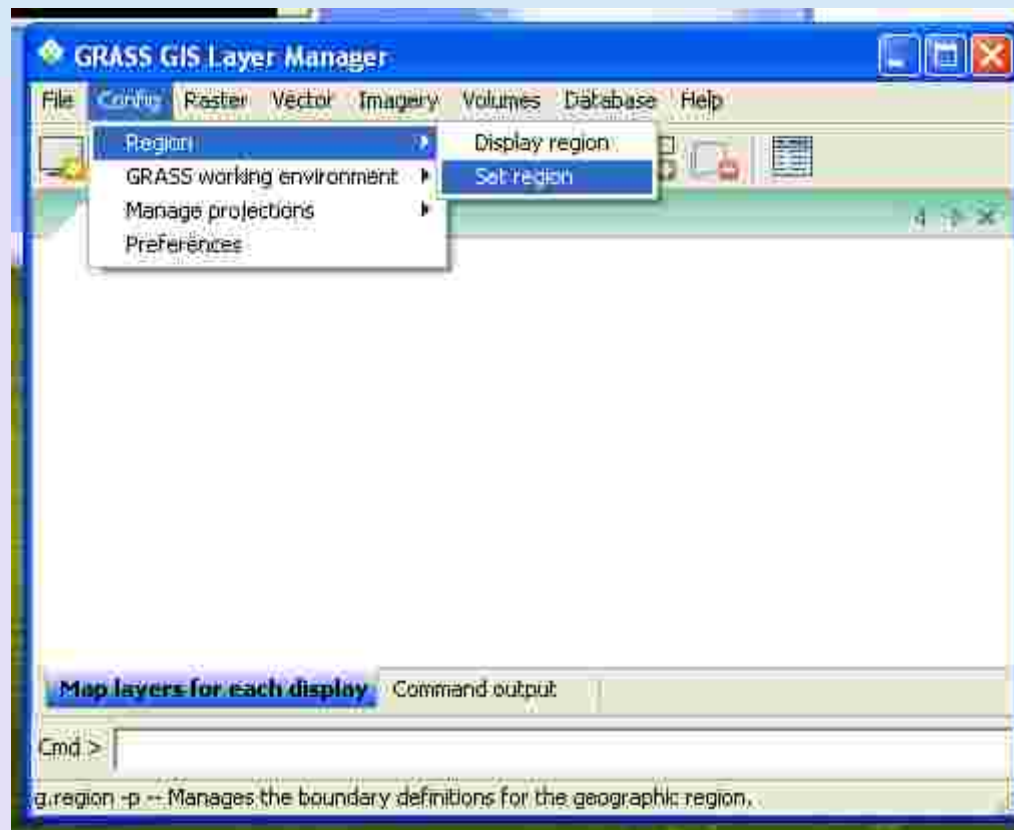 GRASS GIS Layer Manager
File Config Raster Vector Imagery Volumes Database Help
Region Display region
GRASS working environment Set region
Manage projections
Preferences
Map layers for each display Command output
Cmd >
g.region -p -- Manages the boundary definitions for the geographic region.